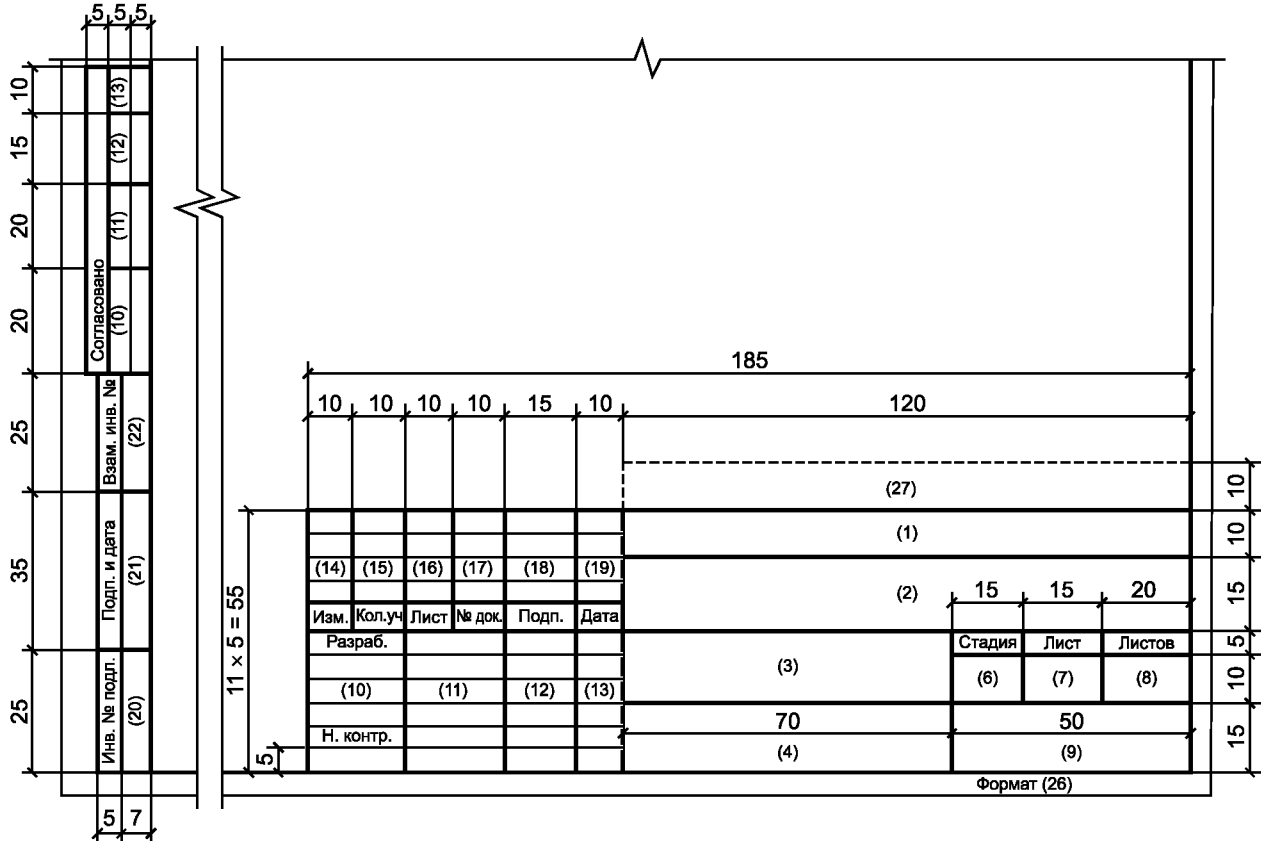 5 5 5
10
(13)
15
(12)
20
(11)
20
(10)
Согласовано
25
Взам. инв. №
(22)
35
Подп. и дата
(21)
25
Инв. № подл.
(20)
5 7
185
10 10 10 10 15 10 120
(27)
10
(1)
10
(14) (15) (16) (17) (18) (19)
(2)
15 15 20
15
11 × 5 = 55
Изм. Кол.уч Лист № док. Подп. Дата
Разраб.
Стадия Лист Листов
5
(3)
(10) (11) (12) (13)
(6) (7) (8)
10
70 50
Н. контр.
5
(4) (9)
15
Формат (26)